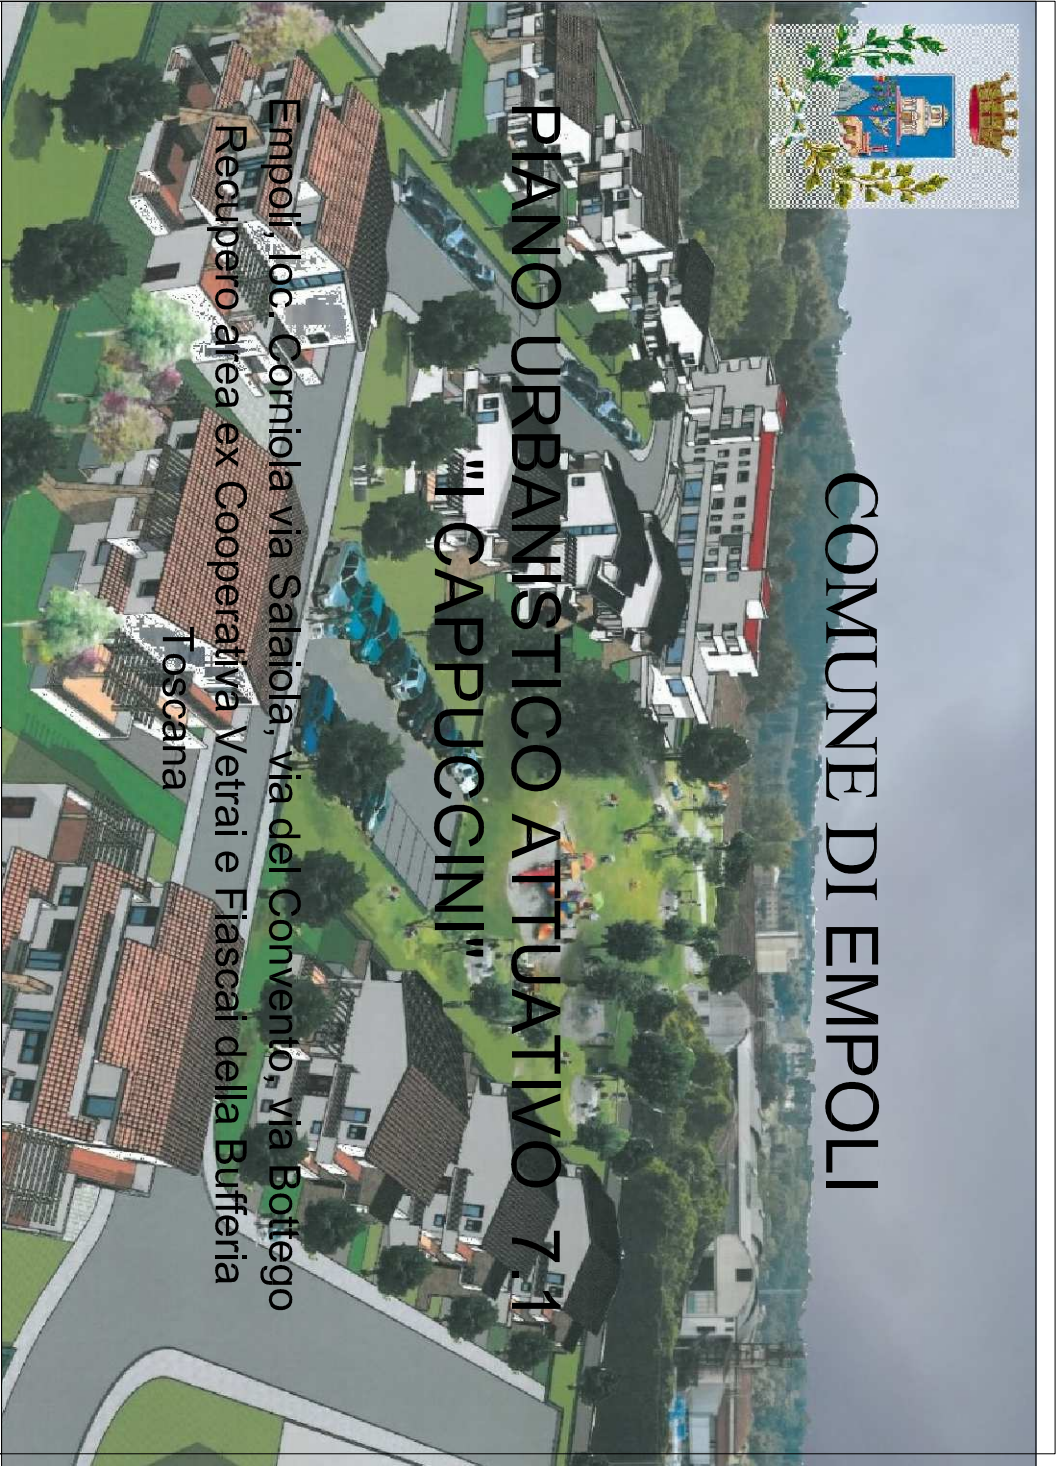 COMUNE DI EMPOLI
PIANO URBANISTICO ATTUATIVO 7.1
"I CAPPUCCINI"
Empoli, loc. Corniola via Salaiola, via del Convento, via Bottego
Recupero area ex Cooperativa Vetrai e Fiascai della Bufferia
Toscana